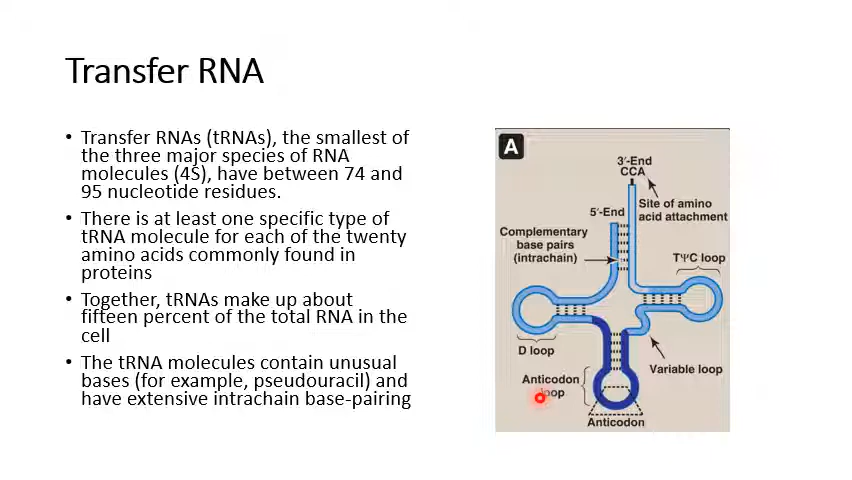 Transfer RNA
• Transfer RNAs (tRNAs), the smallest of
the three major species of RNA
molecules (4S), have between 74 and
95 nucleotide residues.
• There is at least one specific type of
tRNA molecule for each of the twenty
amino acids commonly found in
proteins
• Together, tRNAs make up about
fifteen percent of the total RNA in the
cell
• The tRNA molecules contain unusual
bases (for example, pseudouracil) and
have extensive intrachain base-pairing
A
3′-End
CCA
Site of amino
acid attachment
5′-End
Complementary
base pairs
(intrachain)
TΨC loop
D loop
Variable loop
Anticodon
loop
Anticodon